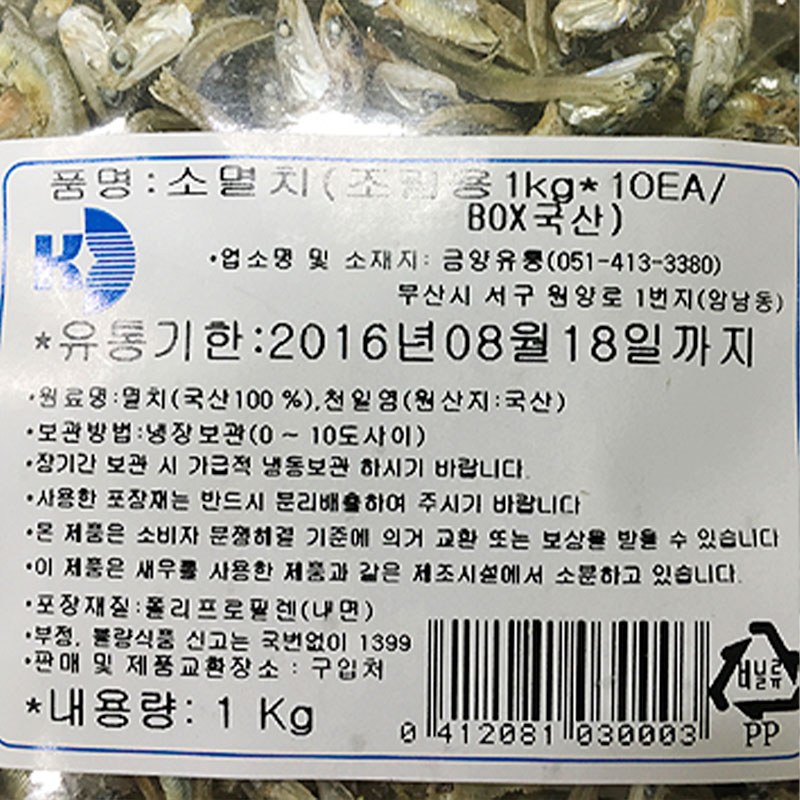 품명:소멸치(조림용1kg*10EA/
BOX국산)
K
•업소명 및 소재지: 금양유통(051-413-3380)
부산시 서구 원양로 1번지(암남동)
*유통기한:2016년08월18일까지
•원료명:멸치(국산100 %),천일염(원산지:국산)
•보관방법:냉장보관(0 ~ 10도사이)
•장기간 보관 시 가급적 냉동보관 하시기 바랍니다.
•사용한 포장재는 반드시 분리배출하여 주시기 바랍니다
•본 제품은 소비자 분쟁해결 기준에 의거 교환 또는 보상을 받을 수 있습니다
•이 제품은 새우를 사용한 제품과 같은 제조시설에서 소분하고 있습니다.
•포장재질:폴리프로필렌(내면)
•부정, 불량식품 신고는 국번없이 1399
•판매 및 제품교환장소 : 구입처
*내용량: 1 Kg
0 412081 030003
비닐류
PP